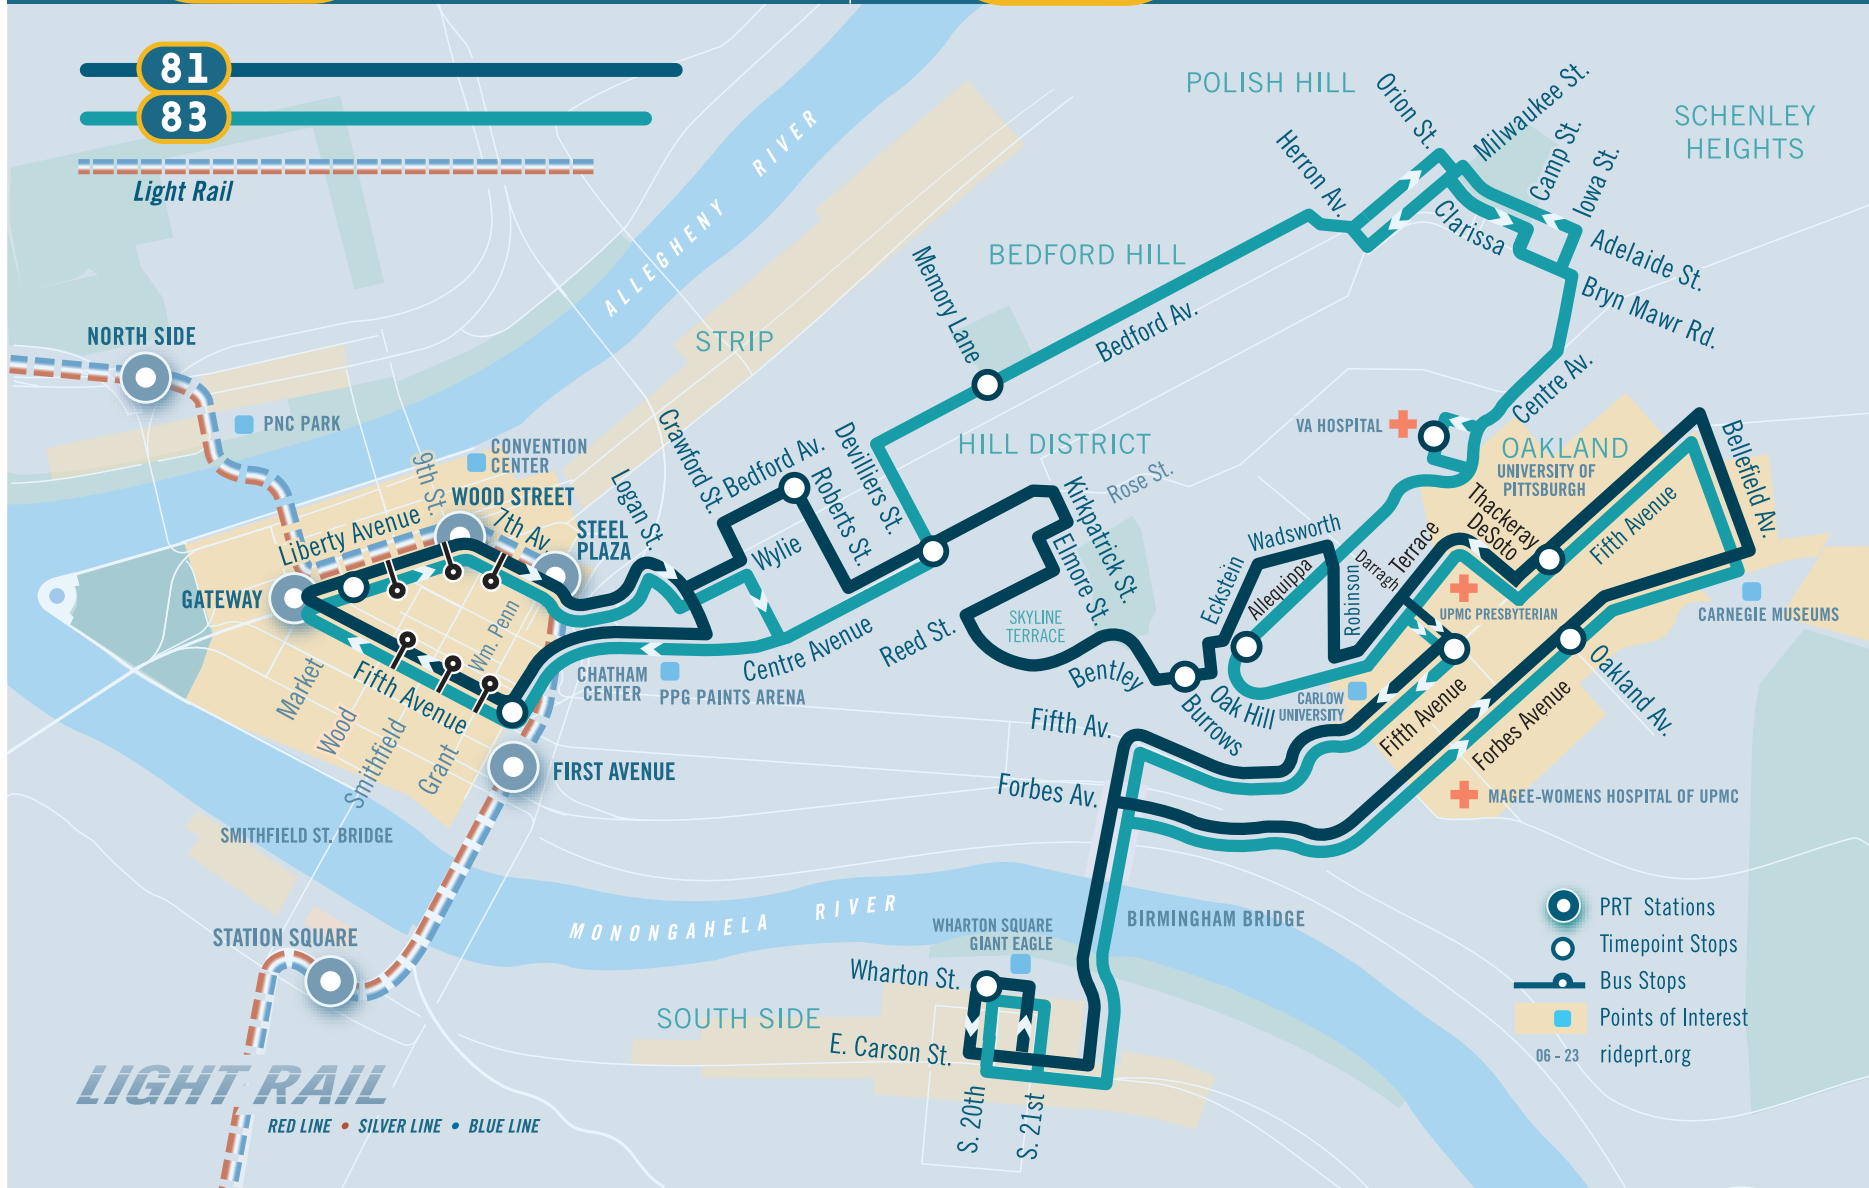 81
83
Light Rail
POLISH HILL
SCHENLEY
HEIGHTS
Orion St.
Milwaukee St.
Camp St.
Iowa St.
Herron Av.
Clarissa
Adelaide St.
Bryn Mawr Rd.
ALLEGHENY RIVER
BEDFORD HILL
Memory Lane
Bedford Av.
STRIP
NORTH SIDE
PNC PARK
Centre Av.
VA HOSPITAL
OAKLAND
UNIVERSITY OF
PITTSBURGH
HILL DISTRICT
Crawford St.
Bedford Av.
Roberts St.
Devilliers St.
CONVENTION
CENTER
9th St.
WOOD STREET
Logan St.
Liberty Avenue
7th Av.
STEEL
PLAZA
Wylie
Kirkpatrick St.
Rose St.
Elmore St.
Wadsworth
Thackeray
DeSoto
Terrace
Darragh
Fifth Avenue
Bellefield Av.
Eckstein
Allequippa
Robinson
GATEWAY
Wm. Penn
SKYLINE
TERRACE
Reed St.
Centre Avenue
UPMC PRESBYTERIAN
CARNEGIE MUSEUMS
Market
Fifth Avenue
CHATHAM
CENTER
PPG PAINTS ARENA
Bentley
Burrows
Oak Hill
CARLOW
UNIVERSITY
Oakland Av.
Wood
Smithfield
Grant
Fifth Av.
Fifth Avenue
Forbes Avenue
FIRST AVENUE
Forbes Av.
MAGEE-WOMENS HOSPITAL OF UPMC
SMITHFIELD ST. BRIDGE
MONONGAHELA RIVER
WHARTON SQUARE
GIANT EAGLE
BIRMINGHAM BRIDGE
STATION SQUARE
Wharton St.
SOUTH SIDE
E. Carson St.
S. 20th
S. 21st
PRT Stations
Timepoint Stops
Bus Stops
Points of Interest
06 - 23 rideprt.org
LIGHT RAIL
RED LINE • SILVER LINE • BLUE LINE